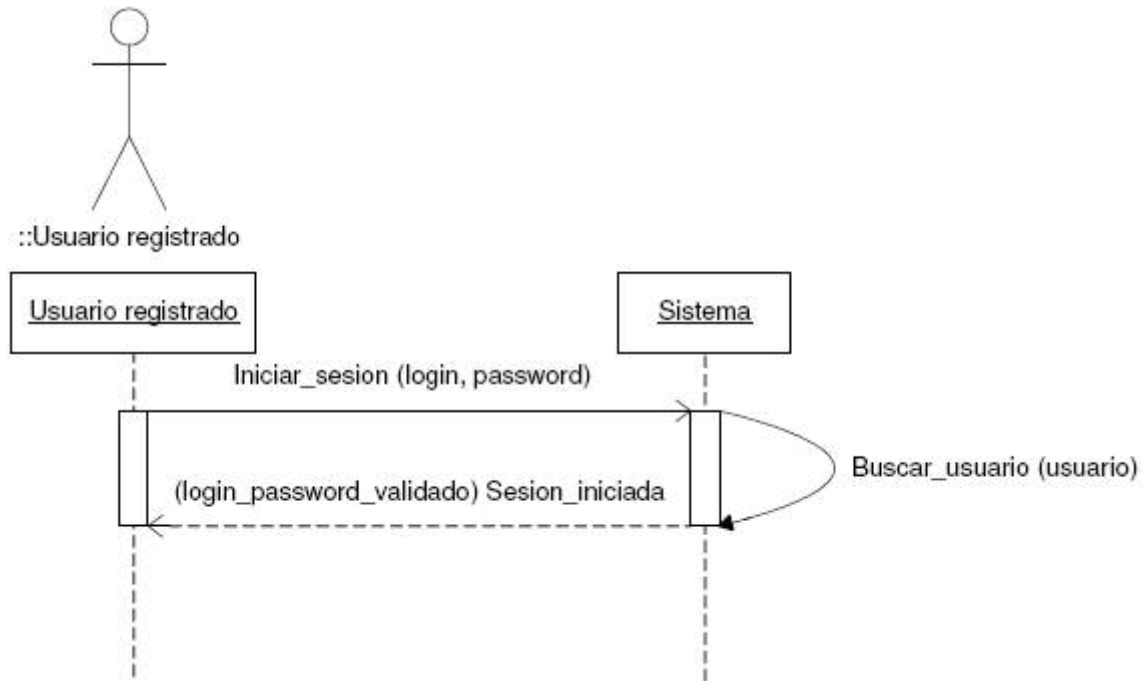 ::Usuario registrado
Usuario registrado
Sistema
Iniciar_sesion (login, password)
Buscar_usuario (usuario)
(login_password_validado) Sesion_iniciada